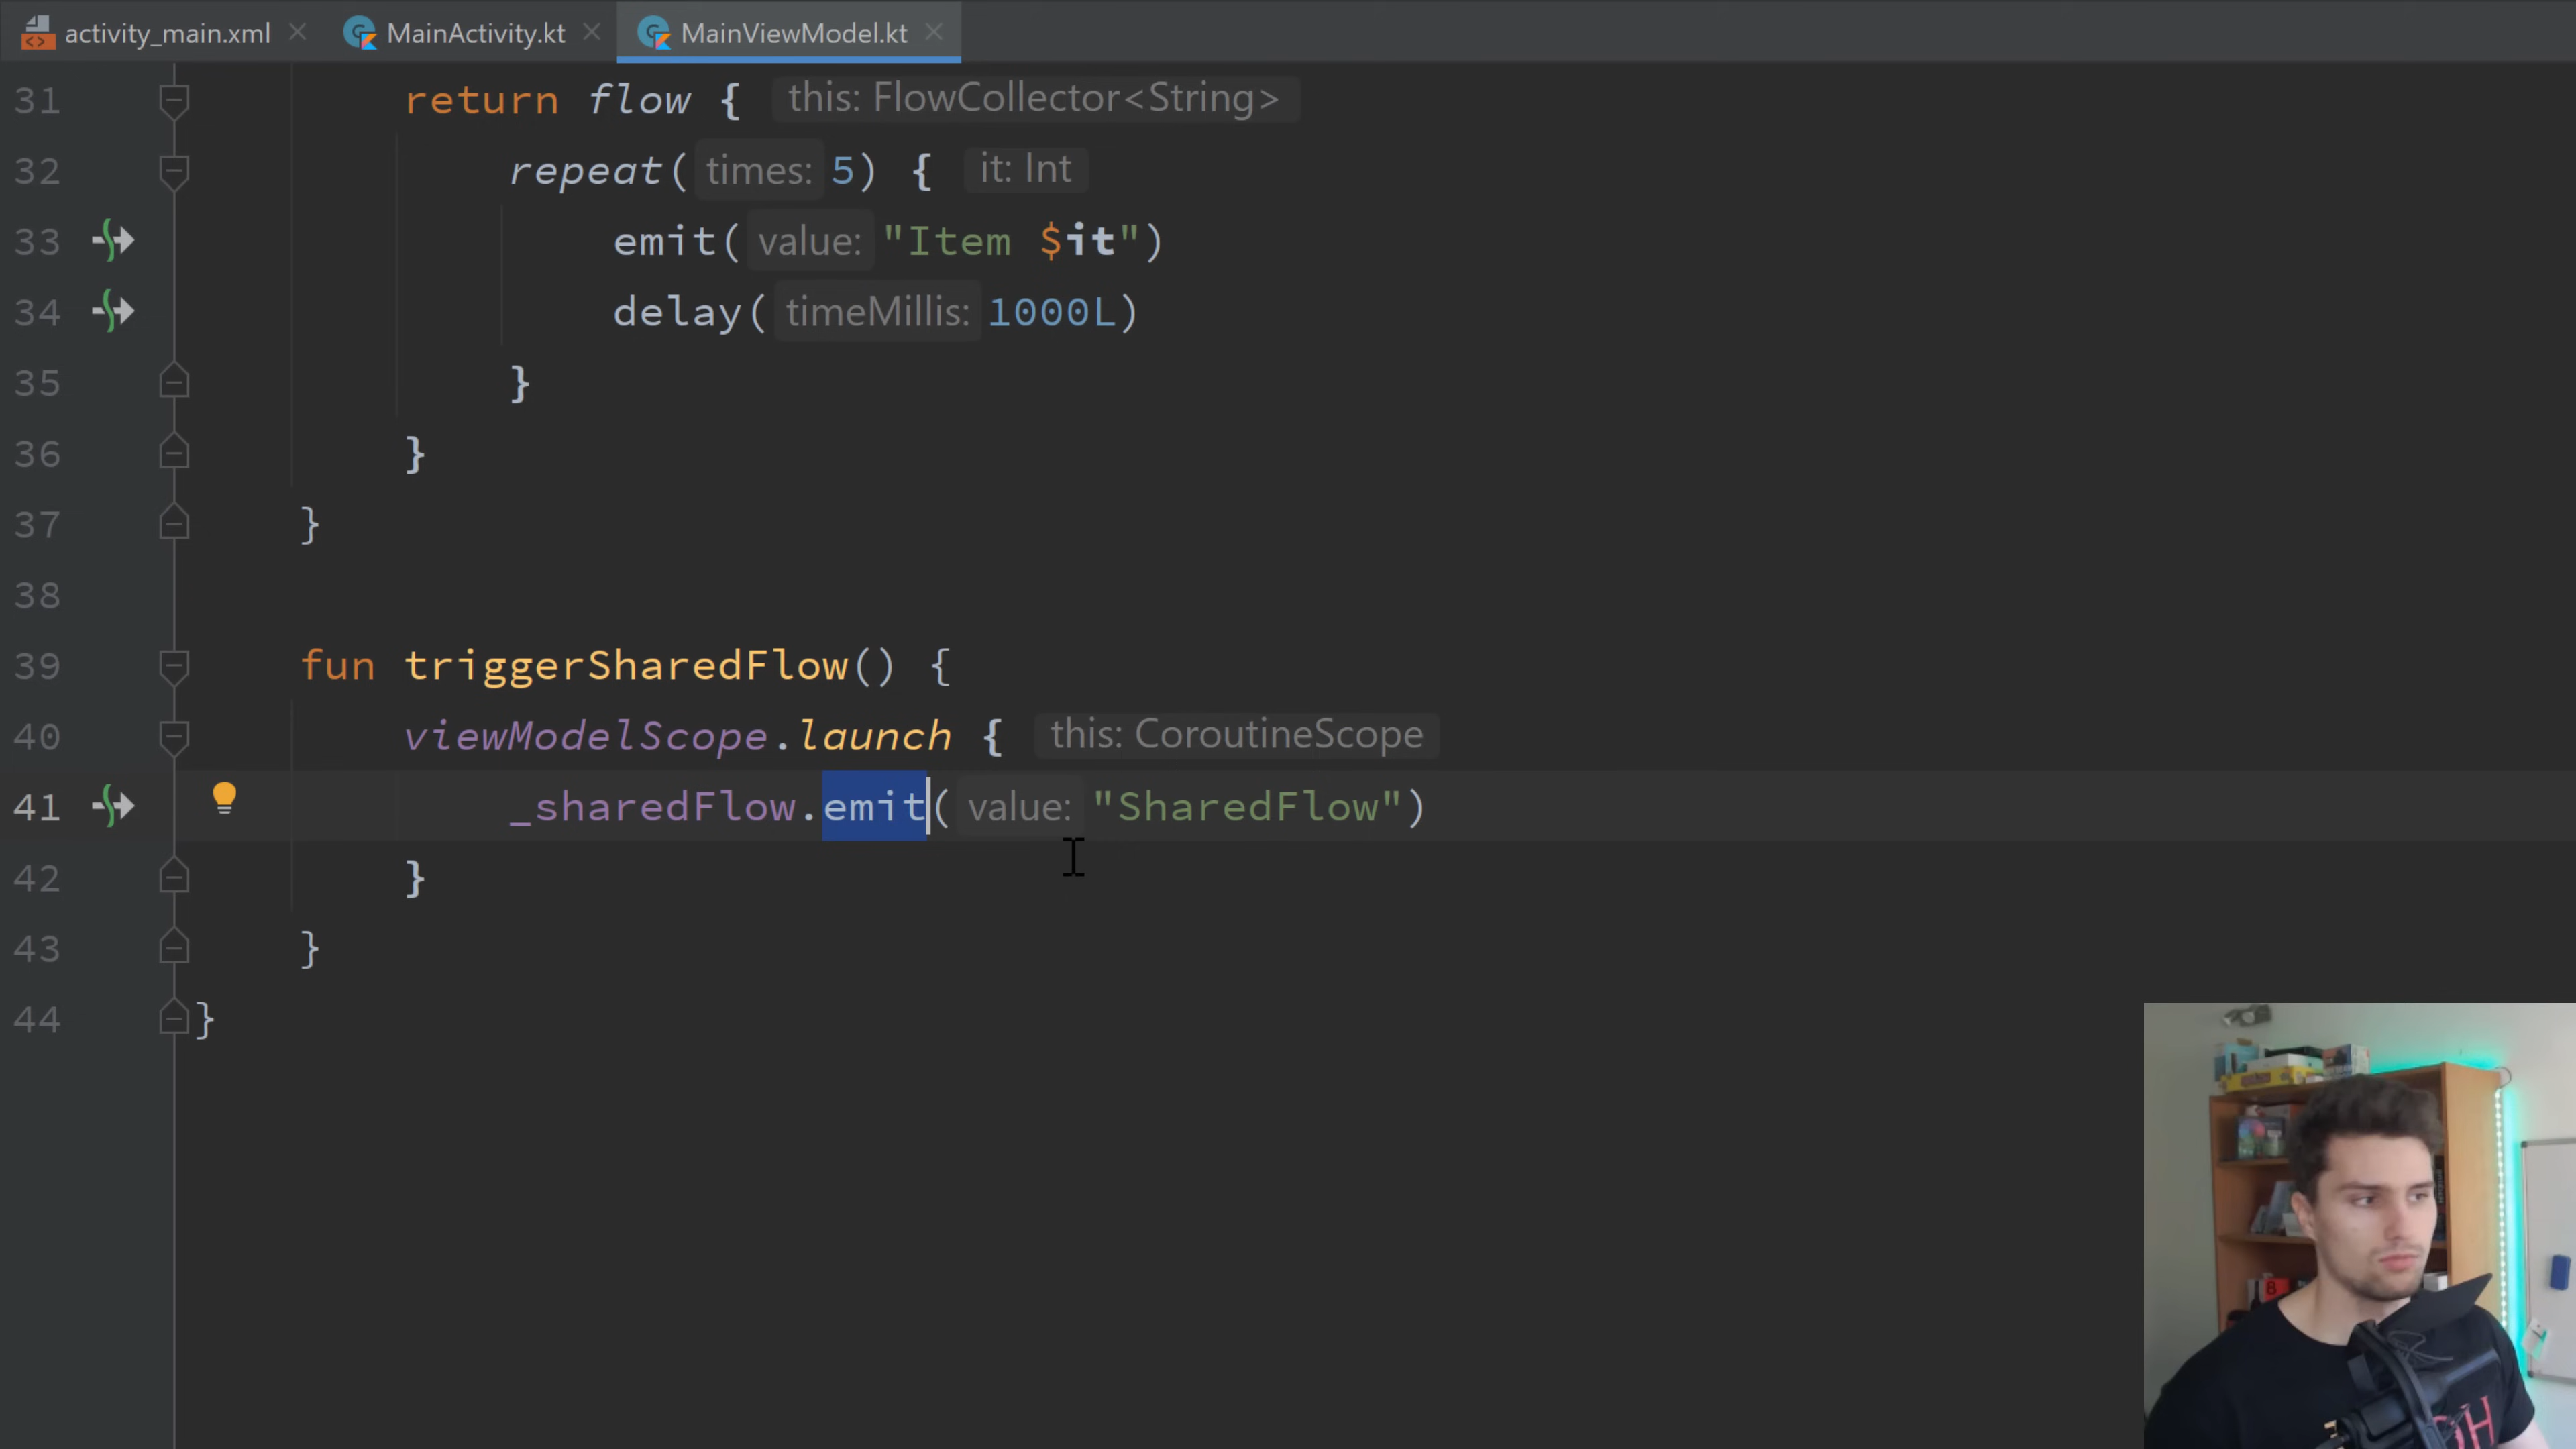 activity_main.xml MainActivity.kt MainViewModel.kt
31 return flow { this: FlowCollector<String>
32 repeat( times: 5) { it: Int
33 emit( value: "Item $it")
34 delay( timeMillis: 1000L)
35 }
36 }
37 }
38
39 fun triggerSharedFlow() {
40 viewModelScope.launch { this: CoroutineScope
41 _sharedFlow.emit( value: "SharedFlow")
42 }
43 }
44 }